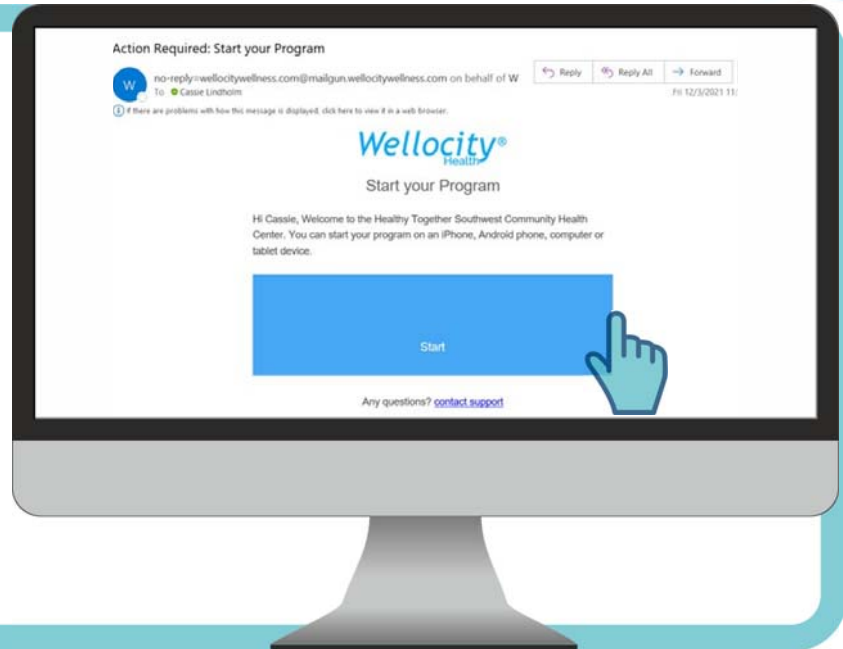 Action Required: Start your Program
W
no-reply=wellocitywellness.com@mailgun.wellocitywellness.com on behalf of W
Reply
Reply All
Forward
To Cassie Lindholm
Fri 12/3/2021 11:
If there are problems with how this message is displayed, click here to view it in a web browser.
Wellocity®
Health
Start your Program
Hi Cassie, Welcome to the Healthy Together Southwest Community Health
Center. You can start your program on an iPhone, Android phone, computer or
tablet device.
Start
Any questions? contact support